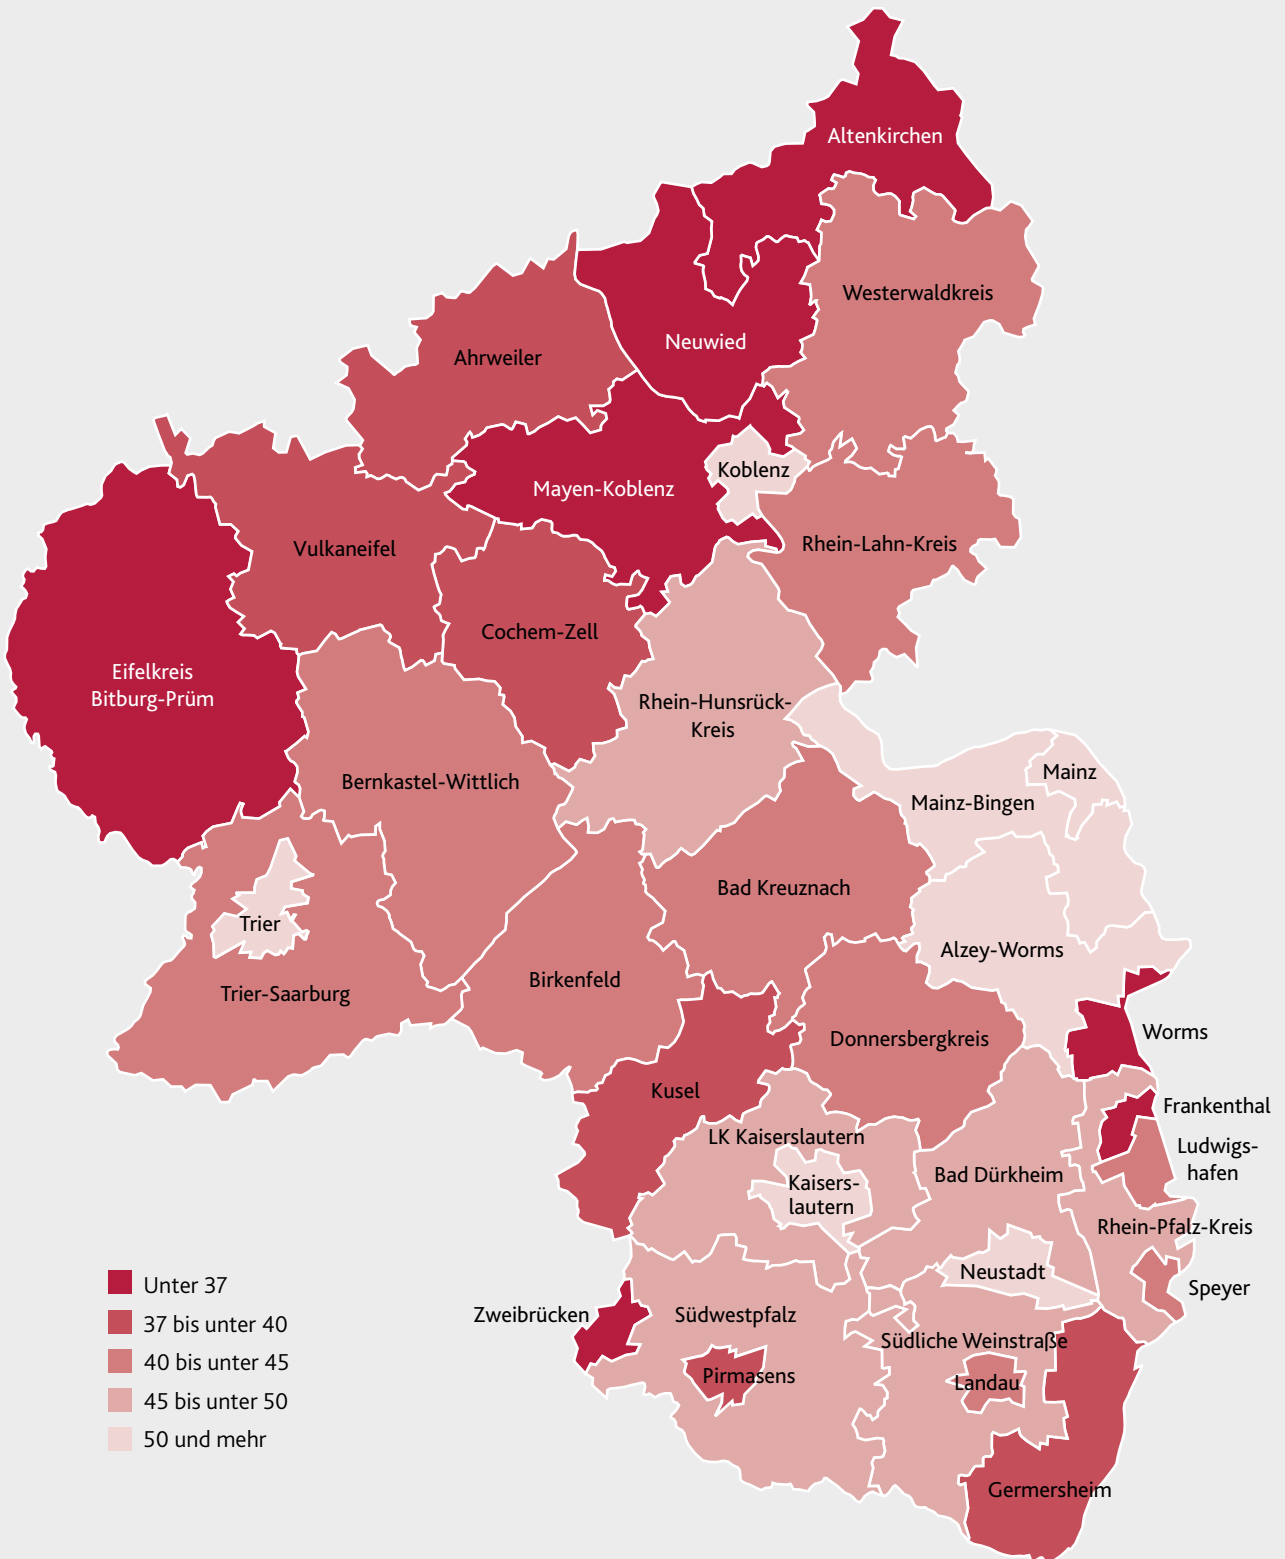 Altenkirchen
Westerwaldkreis
Neuwied
Ahrweiler
Koblenz
Mayen-Koblenz
Rhein-Lahn-Kreis
Vulkaneifel
Cochem-Zell
Eifelkreis
Bitburg-Prüm
Rhein-Hunsrück-
Kreis
Mainz
Bernkastel-Wittlich
Mainz-Bingen
Bad Kreuznach
Trier
Alzey-Worms
Birkenfeld
Trier-Saarburg
Worms
Donnersbergkreis
Kusel
Frankenthal
LK Kaiserslautern
Ludwigs-
hafen
Bad Dürkheim
Kaisers-
lautern
Rhein-Pfalz-Kreis
Neustadt
Speyer
Zweibrücken
Südwestpfalz
Südliche Weinstraße
Pirmasens
Landau
Germersheim
Unter 37
37 bis unter 40
40 bis unter 45
45 bis unter 50
50 und mehr